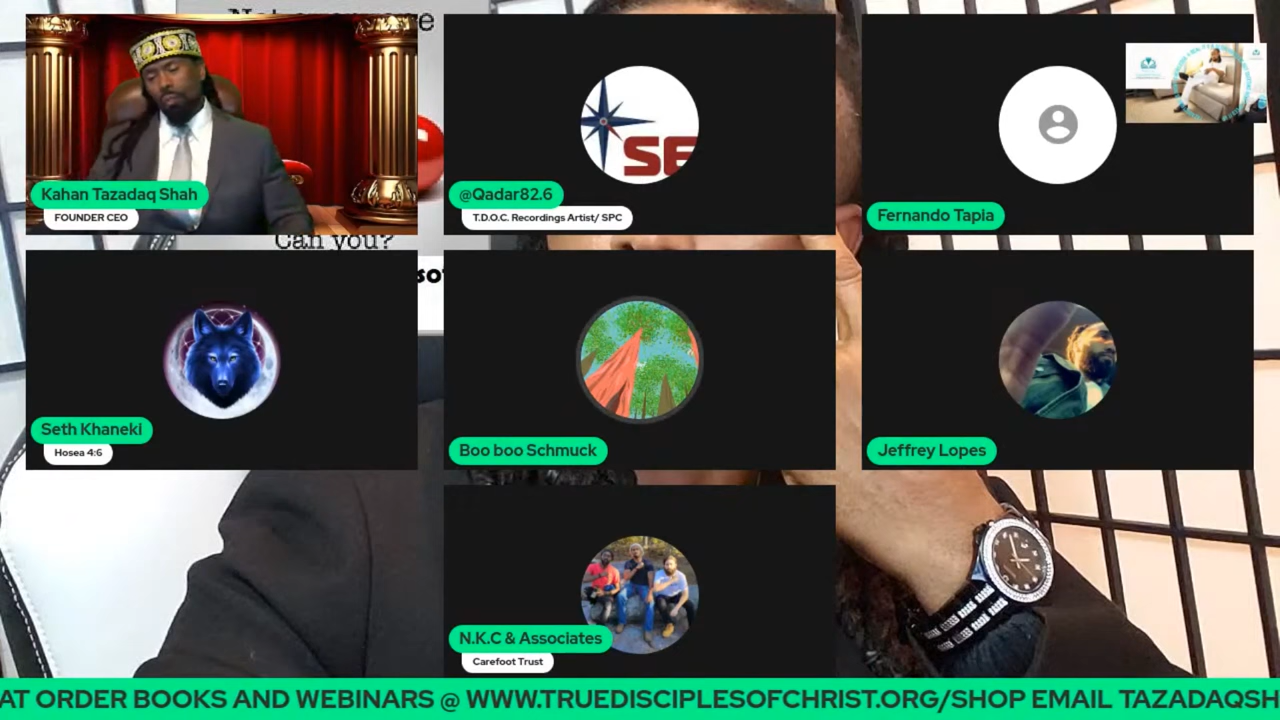 Kahan Tazadaq Shah
FOUNDER CEO
@Qadar82.6
T.D.O.C. Recordings Artist/ SPC
SE
Fernando Tapia
Can you?
Seth Khaneki
Hosea 4:6
Boo boo Schmuck
Jeffrey Lopes
N.K.C & Associates
Carefoot Trust
AT ORDER BOOKS AND WEBINARS @ WWW.TRUEDISCIPLESOFCHRIST.ORG/SHOP EMAIL TAZADAQSH